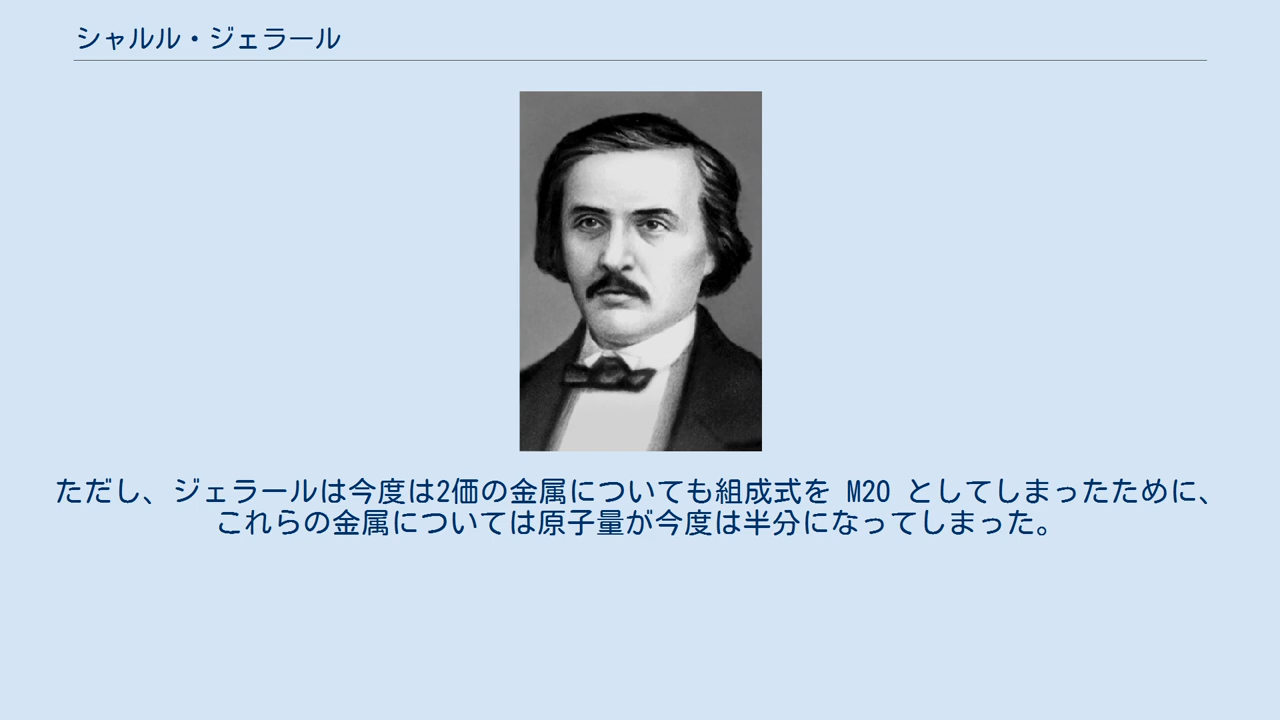 シャルル・ジェラール
ただし、ジェラールは今度は2価の金属についても組成式を M2O としてしまったために、
これらの金属については原子量が今度は半分になってしまった。